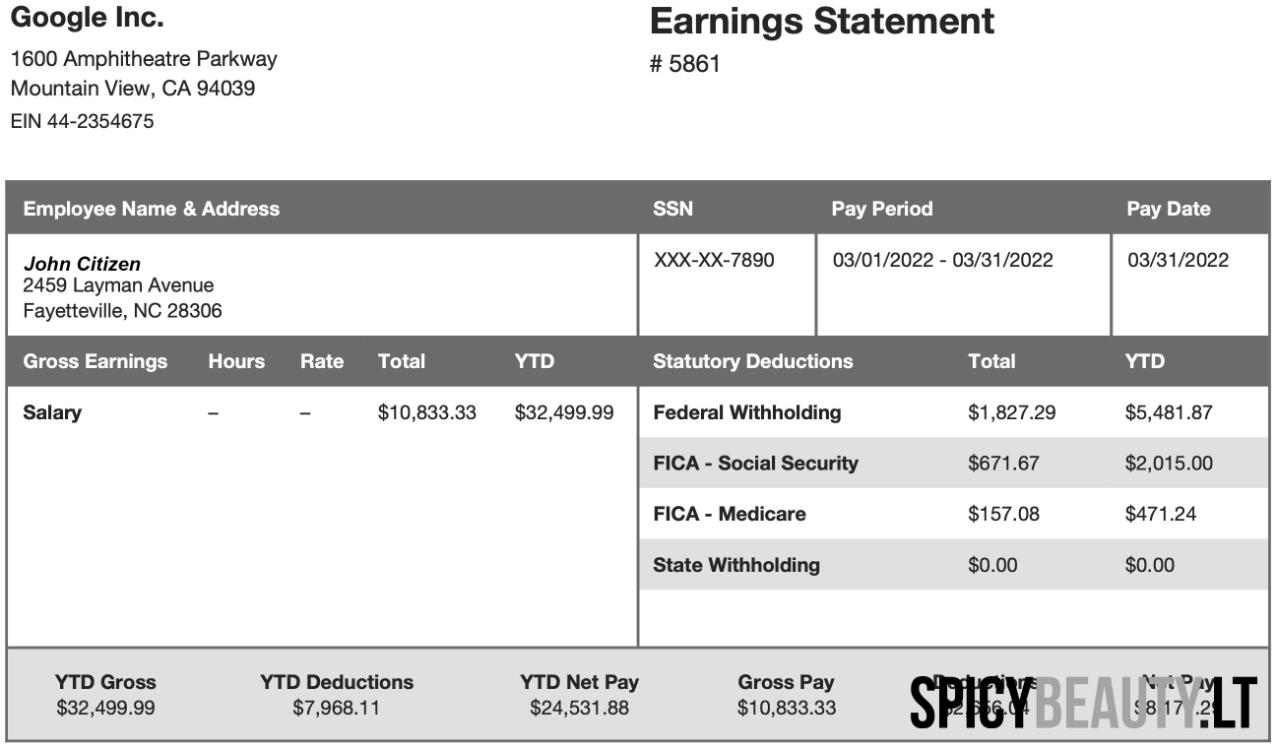 Google Inc.
1600 Amphitheatre Parkway
Mountain View, CA 94039
EIN 44-2354675
Earnings Statement
# 5861
Employee Name & Address SSN Pay Period Pay Date
John Citizen XXX-XX-7890 03/01/2022 - 03/31/2022 03/31/2022
2459 Layman Avenue
Fayetteville, NC 28306
Gross Earnings Hours Rate Total YTD Statutory Deductions Total YTD
Salary – – $10,833.33 $32,499.99 Federal Withholding $1,827.29 $5,481.87
FICA - Social Security $671.67 $2,015.00
FICA - Medicare $157.08 $471.24
State Withholding $0.00 $0.00
YTD Gross YTD Deductions YTD Net Pay Gross Pay Deductions Net Pay
$32,499.99 $7,968.11 $24,531.88 $10,833.33
SPICYBEAUTY.LT